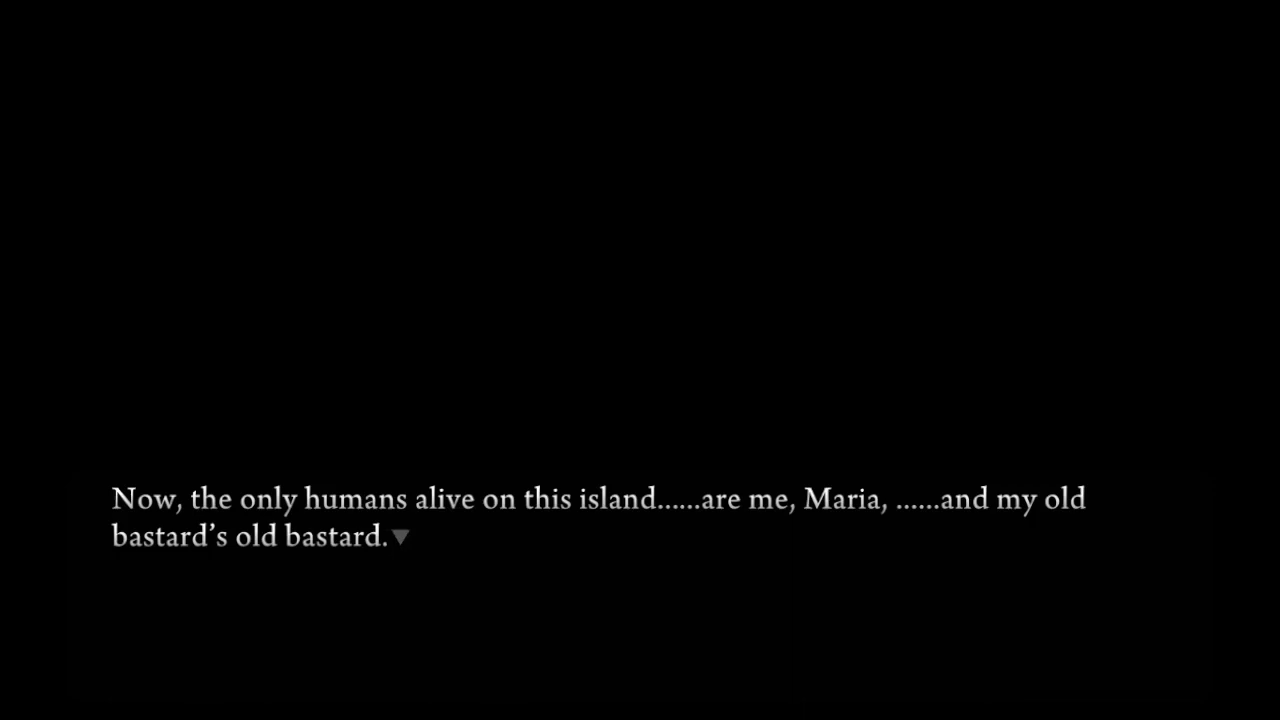 Now, the only humans alive on this island......are me, Maria, ......and my old
bastard’s old bastard.